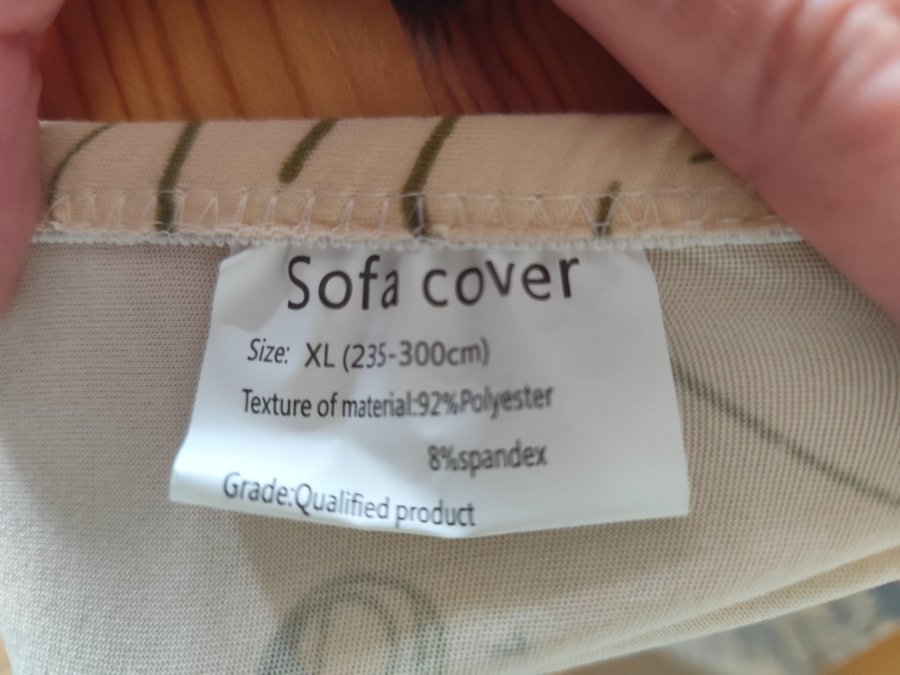 Sofa cover
Size: XL (235-300cm)
Texture of material:92%Polyester
8%spandex
Grade:Qualified product